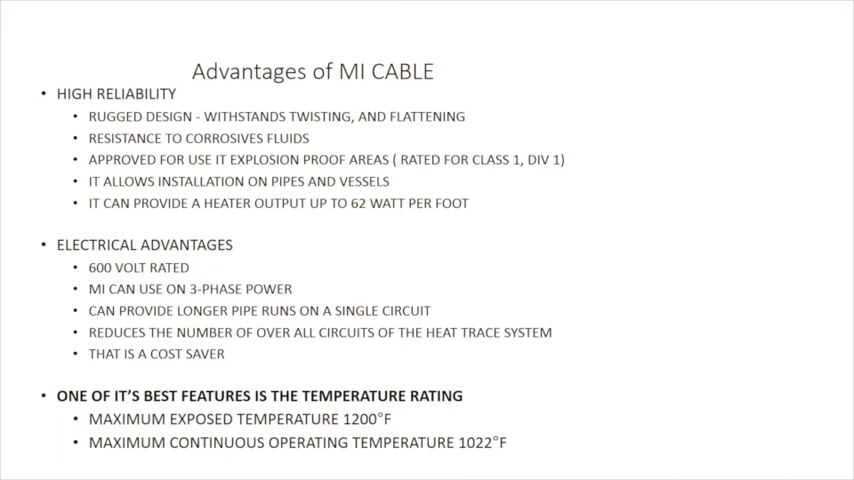 Advantages of MI CABLE
• HIGH RELIABILITY
• RUGGED DESIGN - WITHSTANDS TWISTING, AND FLATTENING
• RESISTANCE TO CORROSIVES FLUIDS
• APPROVED FOR USE IT EXPLOSION PROOF AREAS ( RATED FOR CLASS 1, DIV 1)
• IT ALLOWS INSTALLATION ON PIPES AND VESSELS
• IT CAN PROVIDE A HEATER OUTPUT UP TO 62 WATT PER FOOT
• ELECTRICAL ADVANTAGES
• 600 VOLT RATED
• MI CAN USE ON 3-PHASE POWER
• CAN PROVIDE LONGER PIPE RUNS ON A SINGLE CIRCUIT
• REDUCES THE NUMBER OF OVER ALL CIRCUITS OF THE HEAT TRACE SYSTEM
• THAT IS A COST SAVER
• ONE OF IT'S BEST FEATURES IS THE TEMPERATURE RATING
• MAXIMUM EXPOSED TEMPERATURE 1200°F
• MAXIMUM CONTINUOUS OPERATING TEMPERATURE 1022°F